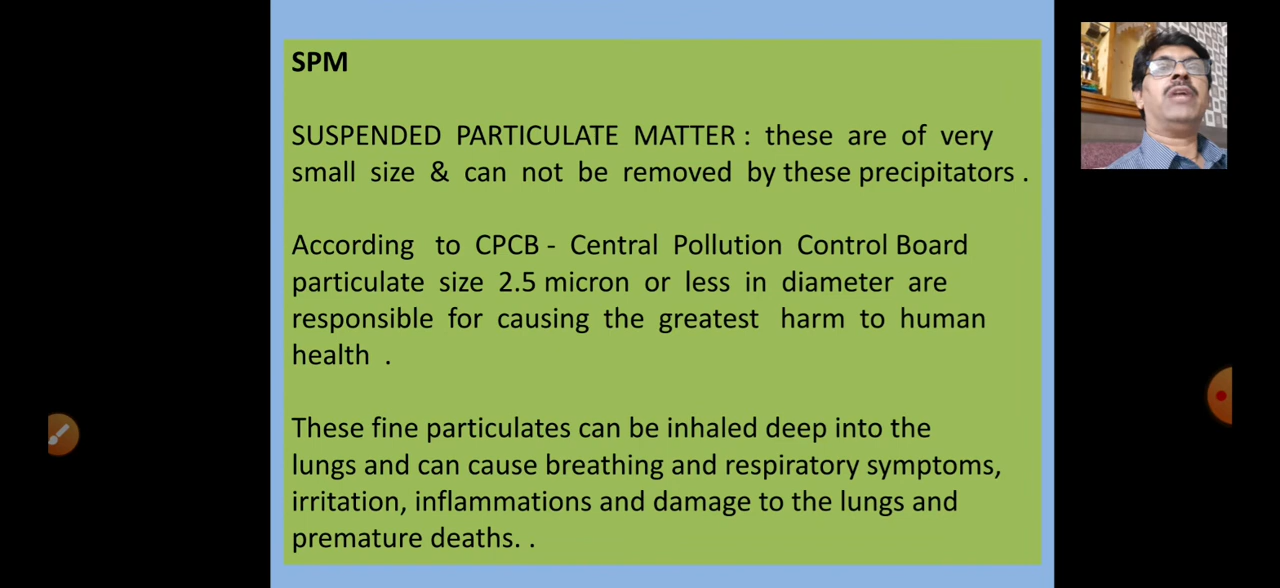 SPM
SUSPENDED PARTICULATE MATTER : these are of very
small size & can not be removed by these precipitators .
According to CPCB - Central Pollution Control Board
particulate size 2.5 micron or less in diameter are
responsible for causing the greatest harm to human
health .
These fine particulates can be inhaled deep into the
lungs and can cause breathing and respiratory symptoms,
irritation, inflammations and damage to the lungs and
premature deaths. .